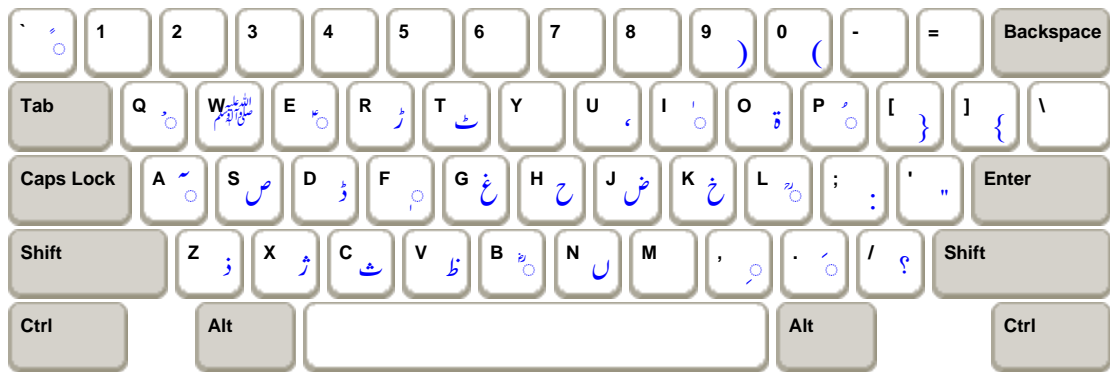 ` ◌ً 1 2 3 4 5 6 7 8 9 ) 0 ( - = Backspace
Tab Q W ﷺ E ◌ؑ R ڑ T ٹ Y U ، I ◌ٰ O ة P ◌ُ [ } ] { \
Caps Lock A ◌ٓ S ص D ڈ F ◌ٖ G غ H ح J ض K خ L ◌ؒ ; : ' " Enter
Shift Z ذ X ژ C ث V ظ B ◌ؓ N ں M , ◌ِ . ◌َ / ؟ Shift
Ctrl Alt Alt Ctrl